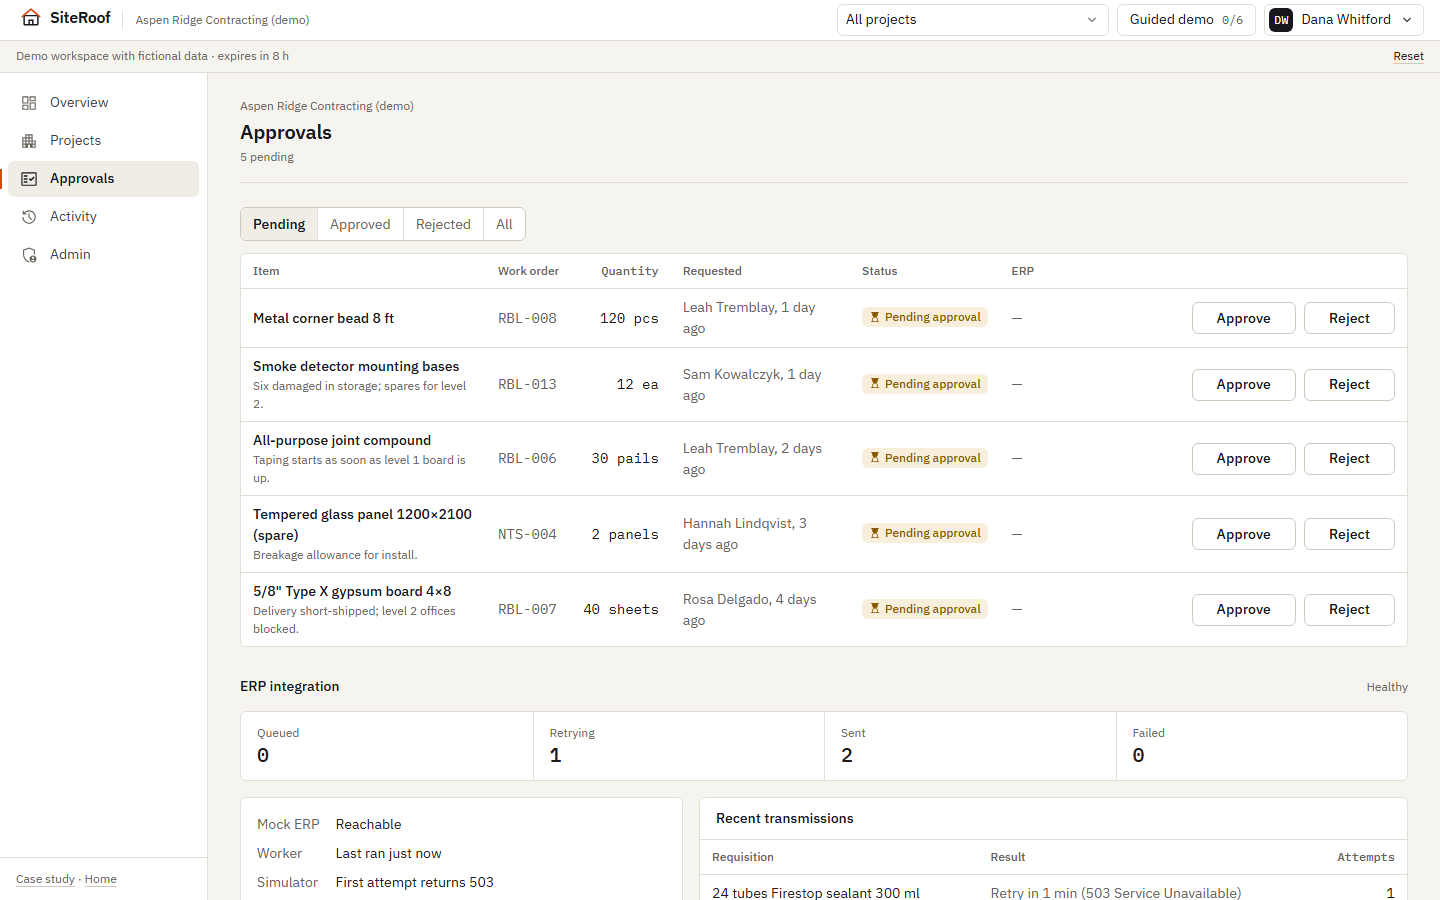 SiteRoof
Aspen Ridge Contracting (demo)
All projects
Guided demo 0/6
DW
Dana Whitford
Demo workspace with fictional data · expires in 8 h
Reset
Overview
Projects
Approvals
Activity
Admin
Case study · Home
Aspen Ridge Contracting (demo)
Approvals
5 pending
Pending
Approved
Rejected
All
Item
Work order
Quantity
Requested
Status
ERP
Metal corner bead 8 ft
RBL-008
120 pcs
Leah Tremblay, 1 day
ago
Pending approval
—
Approve
Reject
Smoke detector mounting bases
Six damaged in storage; spares for level
2.
RBL-013
12 ea
Sam Kowalczyk, 1 day
ago
Pending approval
—
Approve
Reject
All-purpose joint compound
Taping starts as soon as level 1 board is
up.
RBL-006
30 pails
Leah Tremblay, 2 days
ago
Pending approval
—
Approve
Reject
Tempered glass panel 1200×2100
(spare)
Breakage allowance for install.
NTS-004
2 panels
Hannah Lindqvist, 3
days ago
Pending approval
—
Approve
Reject
5/8" Type X gypsum board 4×8
Delivery short-shipped; level 2 offices
blocked.
RBL-007
40 sheets
Rosa Delgado, 4 days
ago
Pending approval
—
Approve
Reject
ERP integration
Healthy
Queued
0
Retrying
1
Sent
2
Failed
0
Mock ERP
Reachable
Worker
Last ran just now
Simulator
First attempt returns 503
Recent transmissions
Requisition
Result
Attempts
24 tubes Firestop sealant 300 ml
Retry in 1 min (503 Service Unavailable)
1